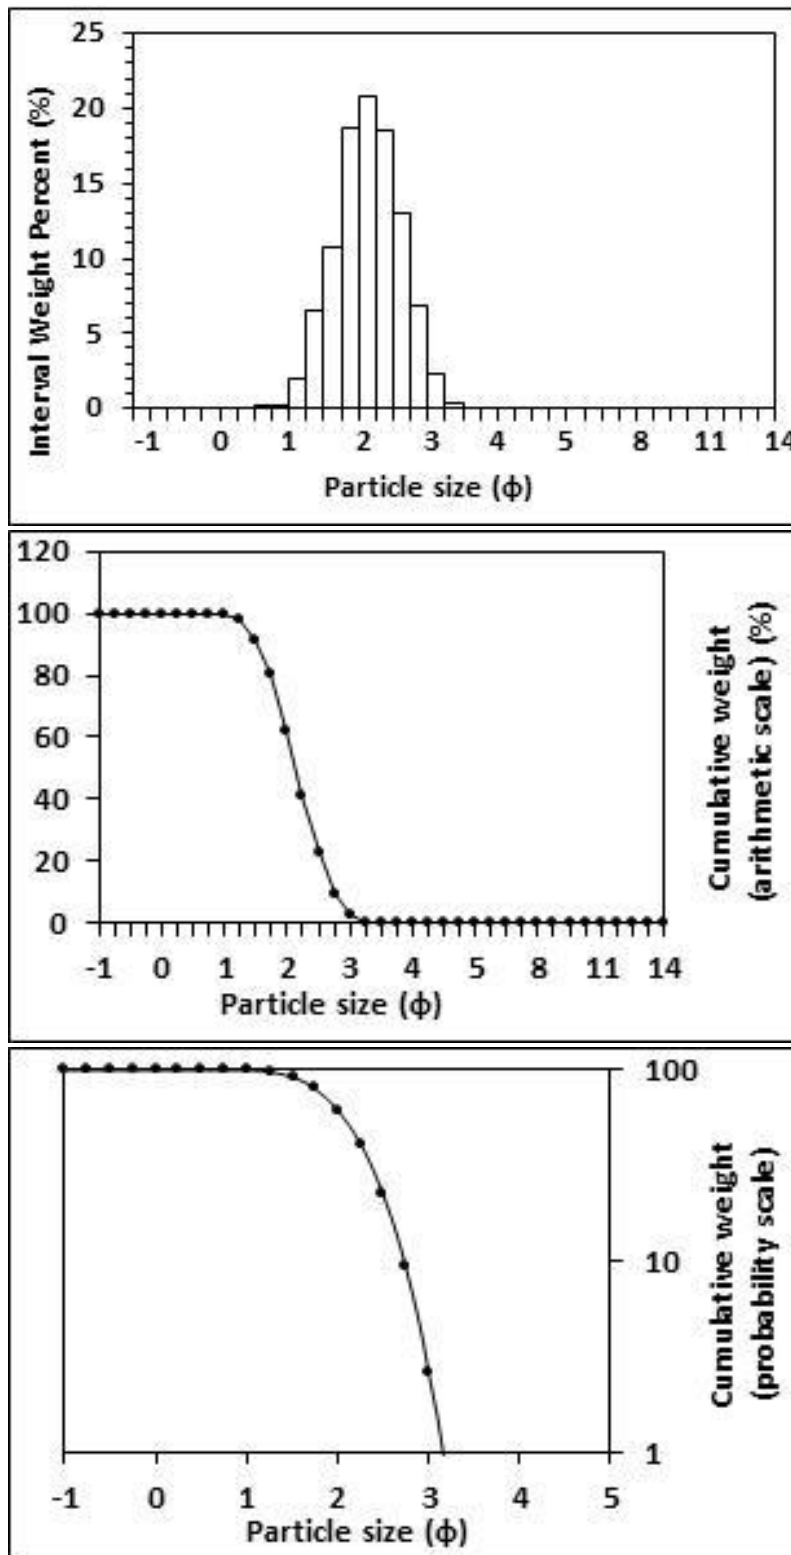 25
20
15
10
5
0
Interval Weight Percent (%)
-1 0 1 2 3 4 5 8 11 14
Particle size (ϕ)
120
100
80
60
40
20
0
Cumulative weight
(arithmetic scale) (%)
-1 0 1 2 3 4 5 8 11 14
Particle size (ϕ)
100
10
1
Cumulative weight
(probability scale)
-1 0 1 2 3 4 5
Particle size (ϕ)